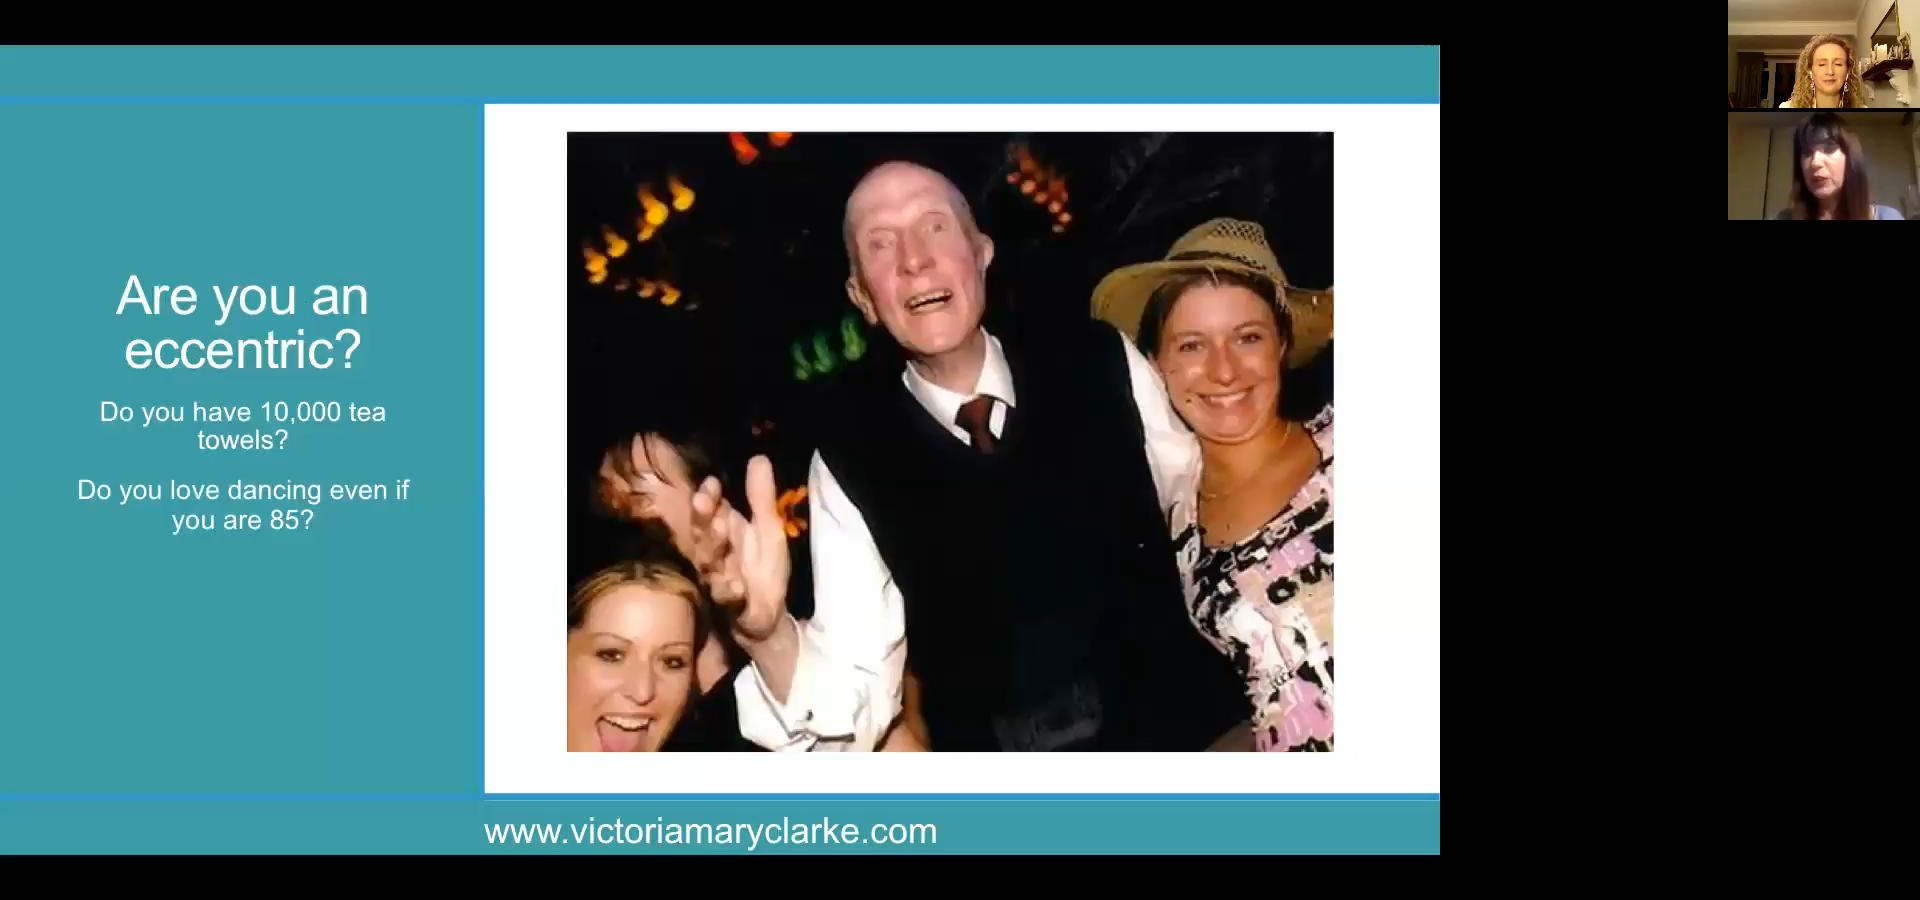 Are you an
eccentric?
Do you have 10,000 tea
towels?
Do you love dancing even if
you are 85?
www.victoriamaryclarke.com